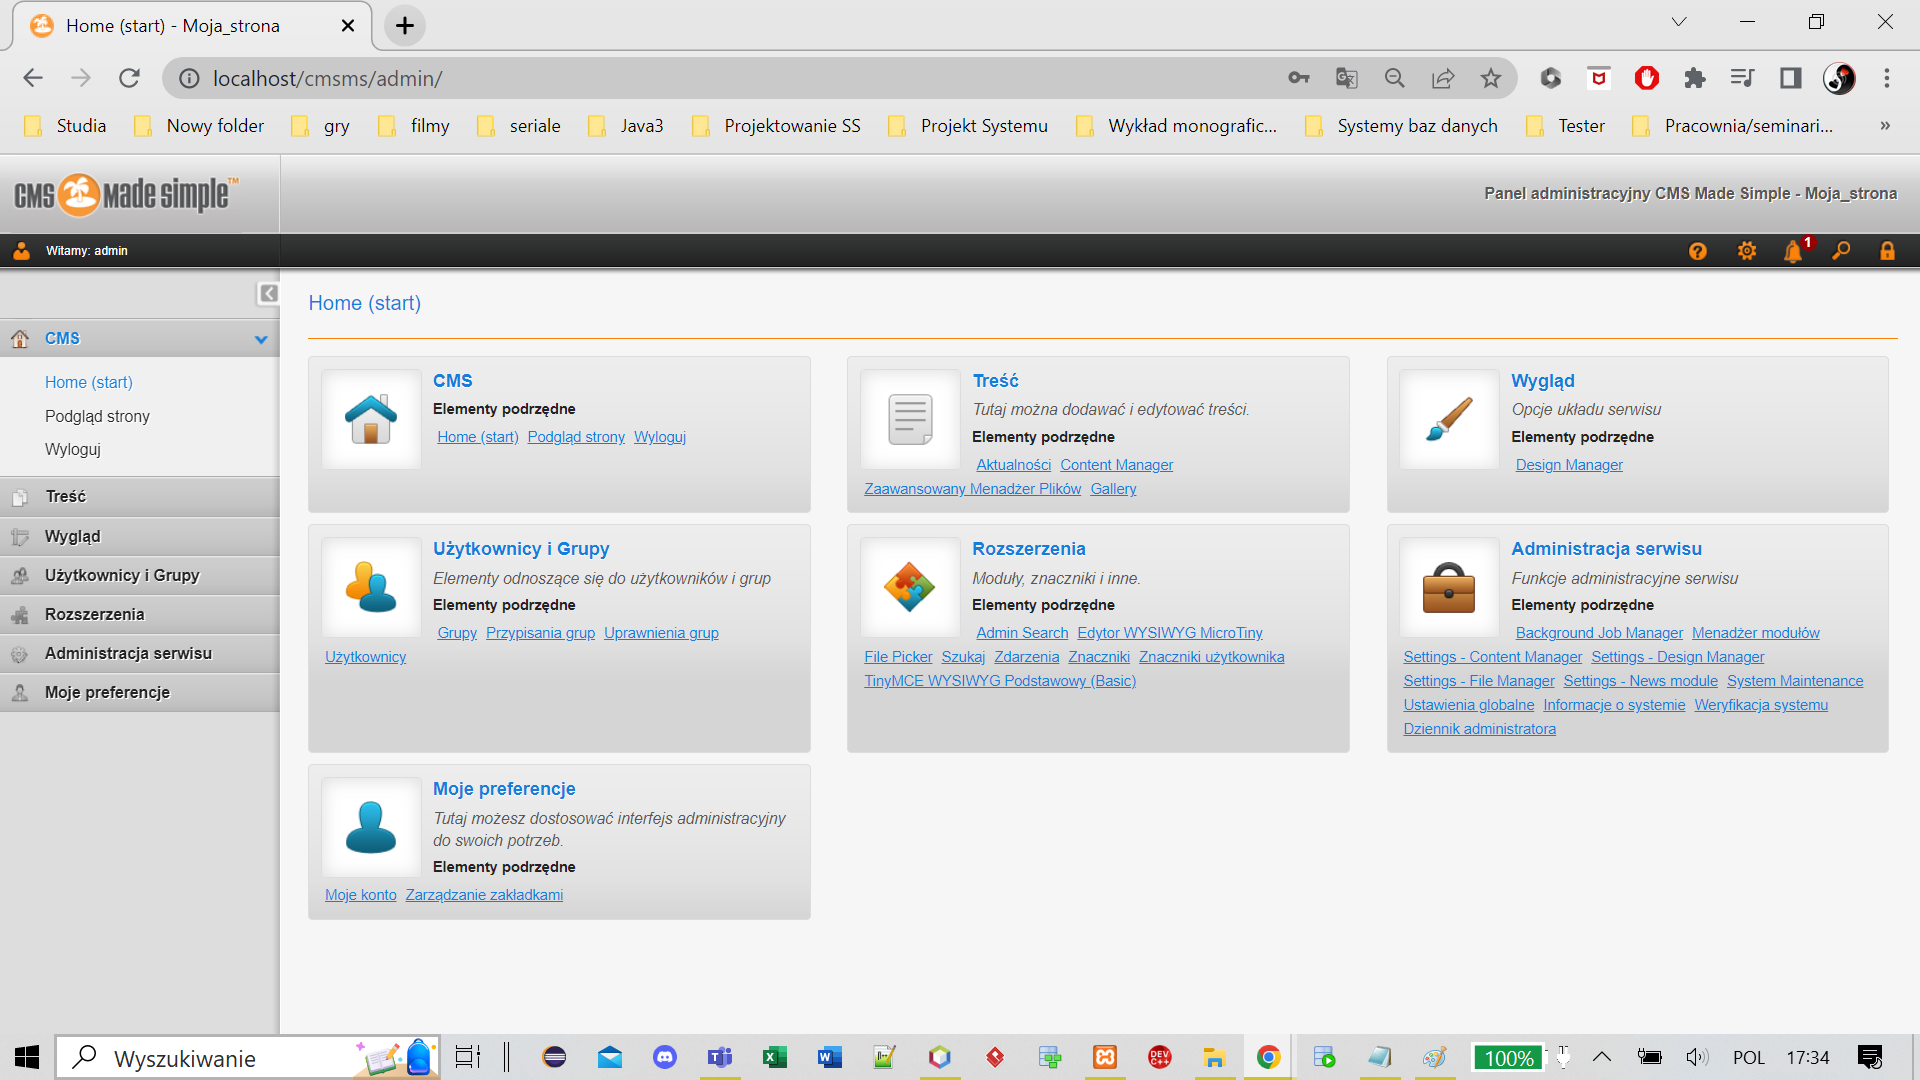 Home (start) - Moja_strona
localhost/cmsms/admin/
Studia Nowy folder gry filmy seriale Java3 Projektowanie SS Projekt Systemu Wykład monografic... Systemy baz danych Tester Pracownia/seminari... »
CMS Made Simple™
Panel administracyjny CMS Made Simple - Moja_strona
Witamy: admin
1
CMS
Home (start)
Podgląd strony
Wyloguj
Treść
Wygląd
Użytkownicy i Grupy
Rozszerzenia
Administracja serwisu
Moje preferencje
Home (start)
CMS
Elementy podrzędne
Home (start) Podgląd strony Wyloguj
Treść
Tutaj można dodawać i edytować treści.
Elementy podrzędne
Aktualności Content Manager
Zaawansowany Menadżer Plików Gallery
Wygląd
Opcje układu serwisu
Elementy podrzędne
Design Manager
Użytkownicy i Grupy
Elementy odnoszące się do użytkowników i grup
Elementy podrzędne
Grupy Przypisania grup Uprawnienia grup
Użytkownicy
Rozszerzenia
Moduły, znaczniki i inne.
Elementy podrzędne
Admin Search Edytor WYSIWYG MicroTiny
File Picker Szukaj Zdarzenia Znaczniki Znaczniki użytkownika
TinyMCE WYSIWYG Podstawowy (Basic)
Administracja serwisu
Funkcje administracyjne serwisu
Elementy podrzędne
Background Job Manager Menadżer modułów
Settings - Content Manager Settings - Design Manager
Settings - File Manager Settings - News module System Maintenance
Ustawienia globalne Informacje o systemie Weryfikacja systemu
Dziennik administratora
Moje preferencje
Tutaj możesz dostosować interfejs administracyjny
do swoich potrzeb.
Elementy podrzędne
Moje konto Zarządzanie zakładkami
Wyszukiwanie
DEV C++
100%
POL
17:34